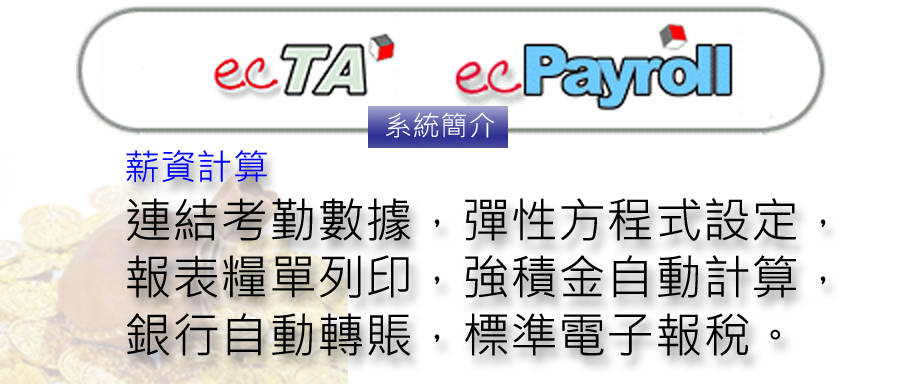 ecTA ecPayroll
系統簡介
薪資計算
連結考勤數據，彈性方程式設定，
報表糧單列印，強積金自動計算，
銀行自動轉賬，標準電子報稅。